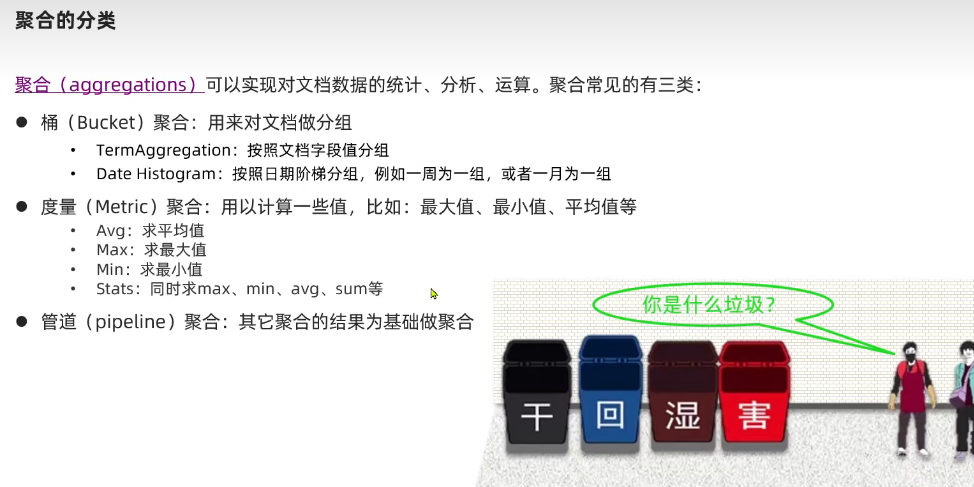 聚合的分类
聚合（aggregations）可以实现对文档数据的统计、分析、运算。聚合常见的有三类：
● 桶（Bucket）聚合：用来对文档做分组
• TermAggregation：按照文档字段值分组
• Date Histogram：按照日期阶梯分组，例如一周为一组，或者一月为一组
● 度量（Metric）聚合：用以计算一些值，比如：最大值、最小值、平均值等
• Avg：求平均值
• Max：求最大值
• Min：求最小值
• Stats：同时求max、min、avg、sum等
● 管道（pipeline）聚合：其它聚合的结果为基础做聚合
你是什么垃圾？
干 回 湿 害